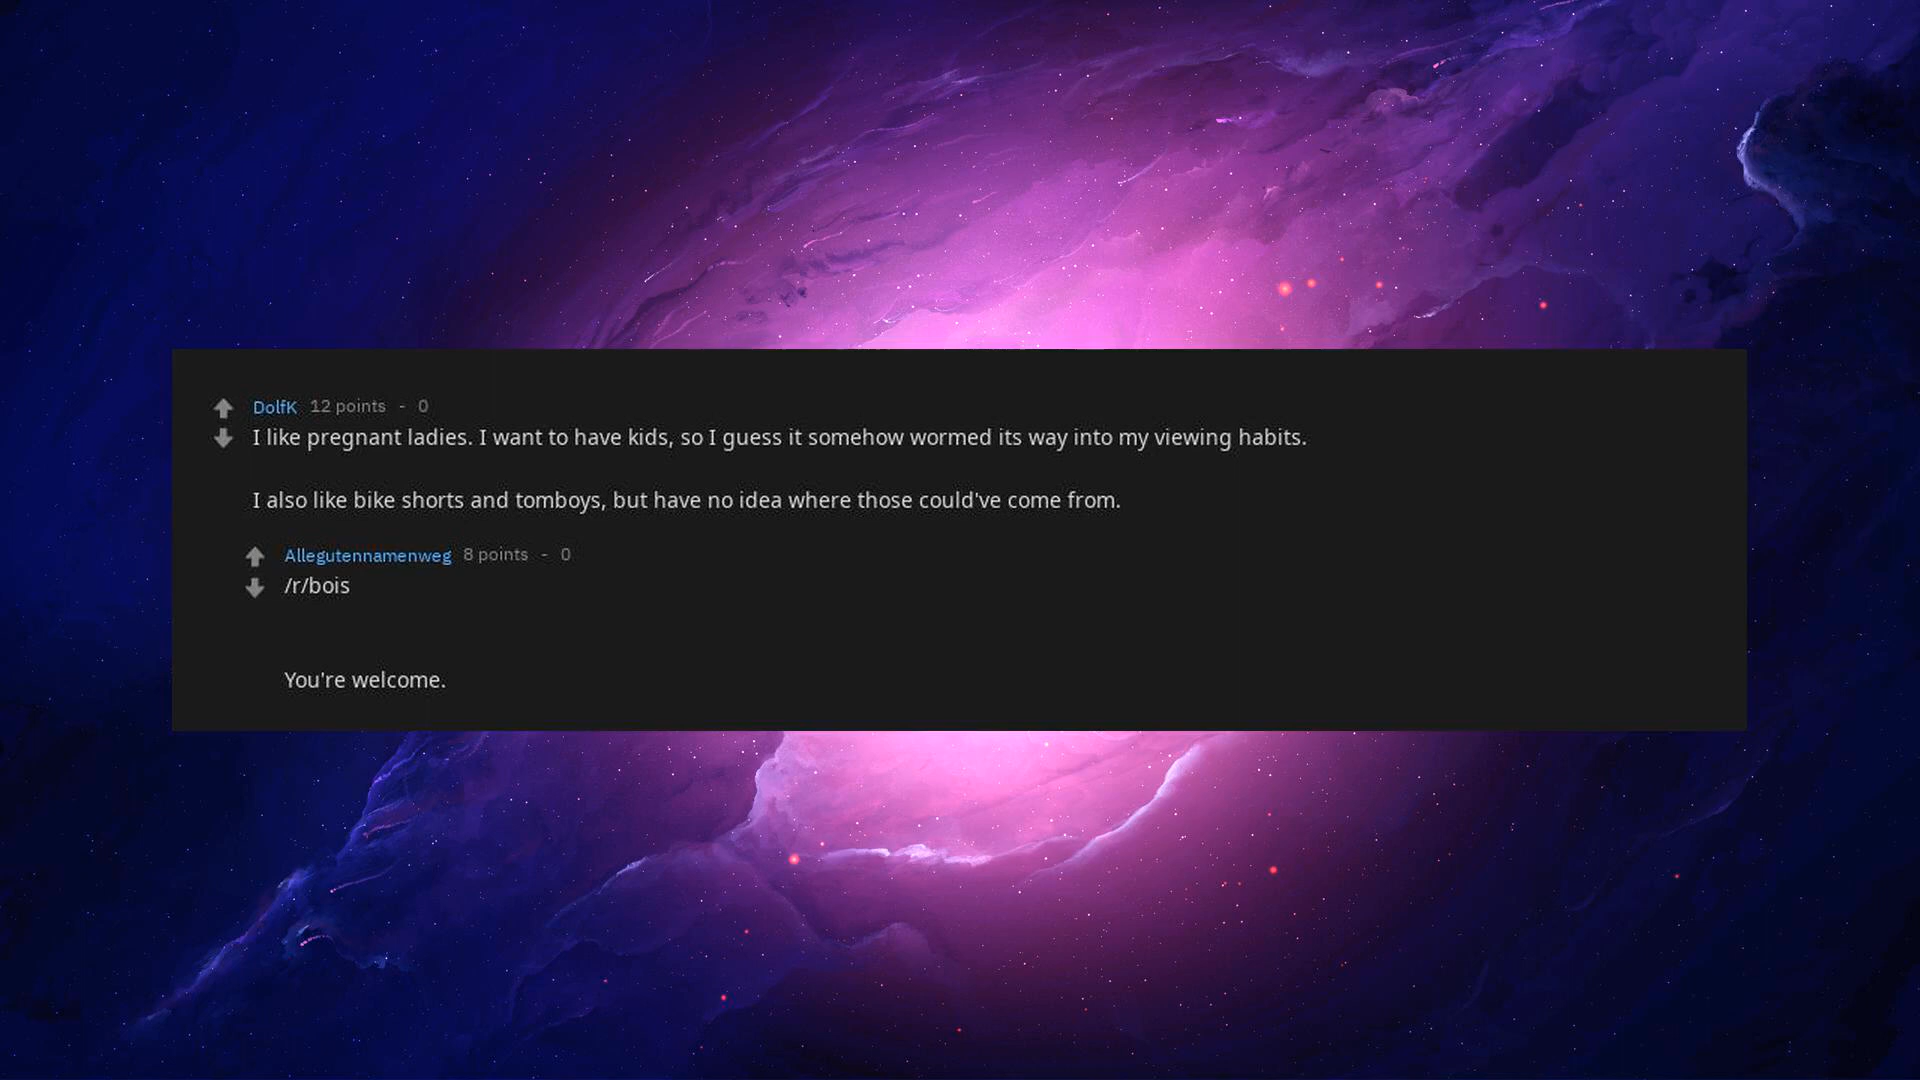 DolfK 12 points - 0
I like pregnant ladies. I want to have kids, so I guess it somehow wormed its way into my viewing habits.
I also like bike shorts and tomboys, but have no idea where those could've come from.
Allegutennamenweg 8 points - 0
/r/bois
You're welcome.